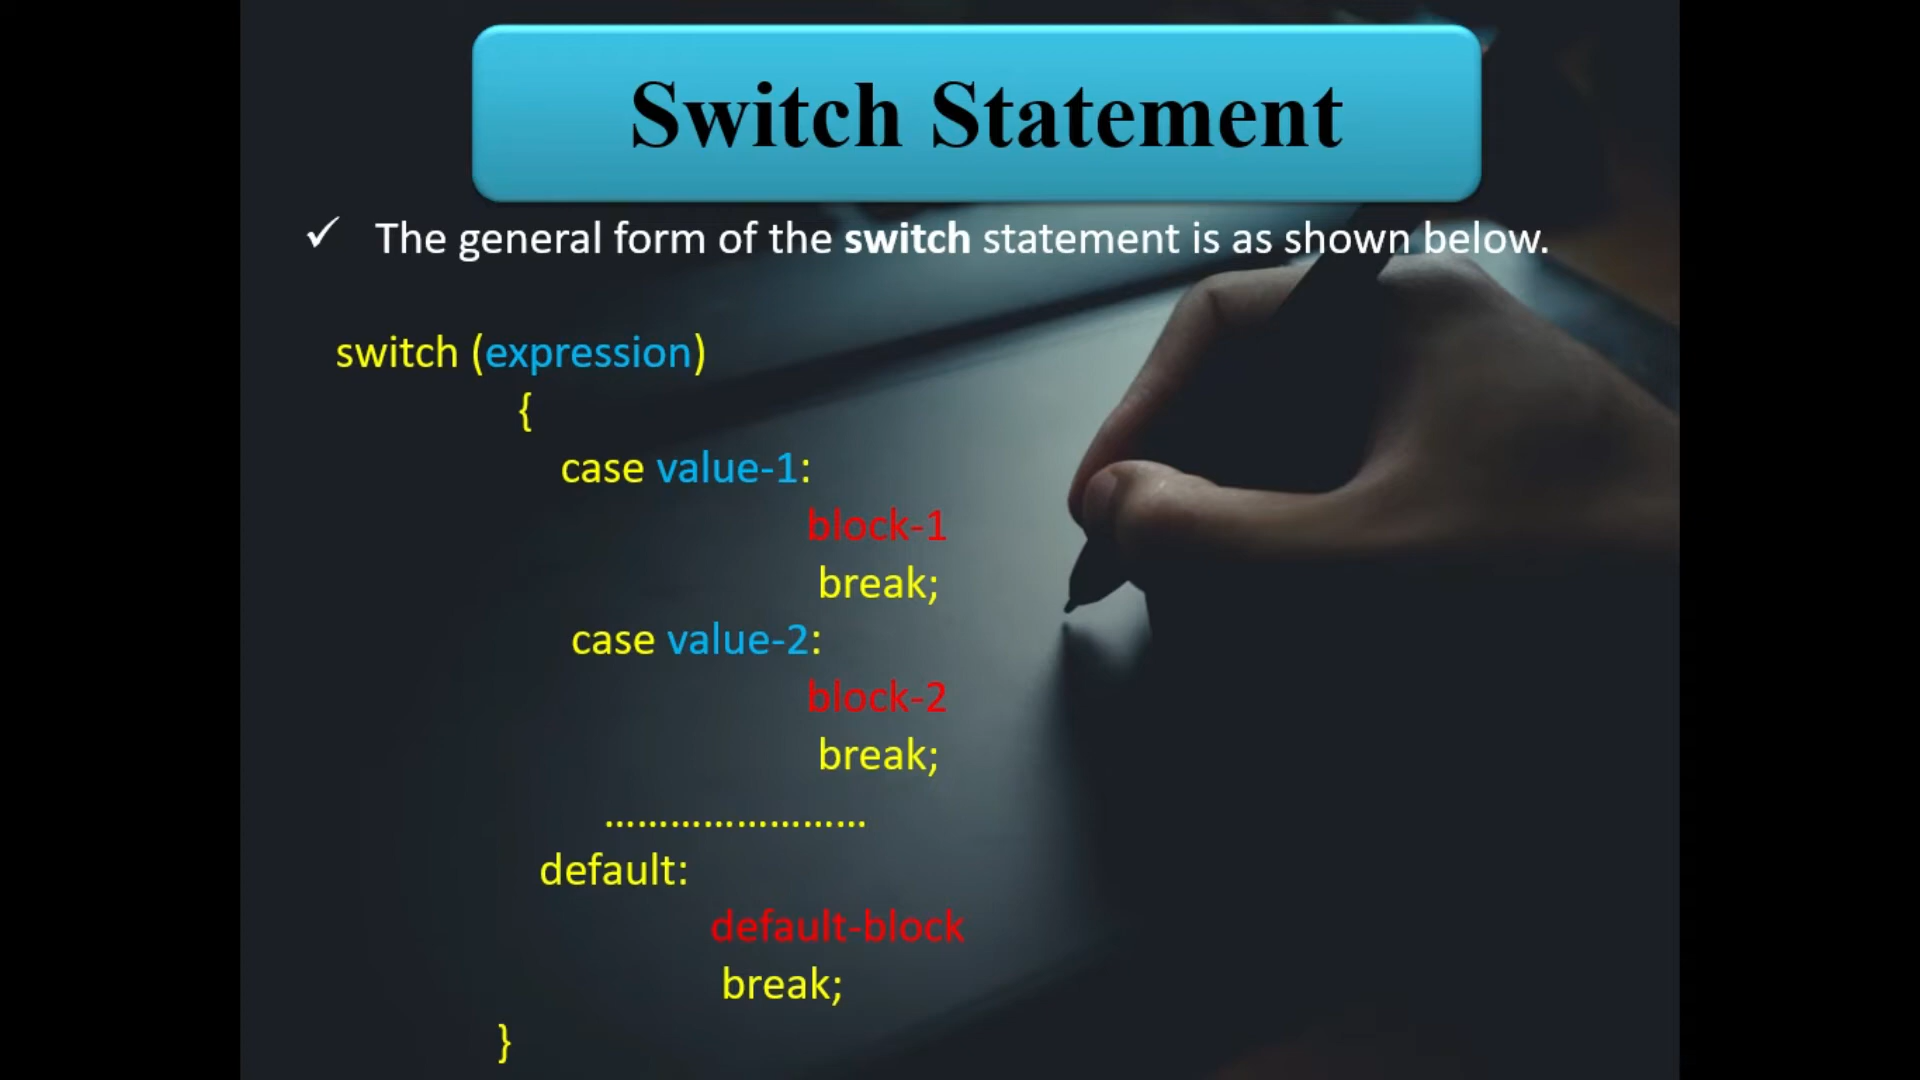 Switch Statement
✓ The general form of the switch statement is as shown below.
switch (expression)
{
case value-1:
block-1
break;
case value-2:
block-2
break;
……………………
default:
default-block
break;
}